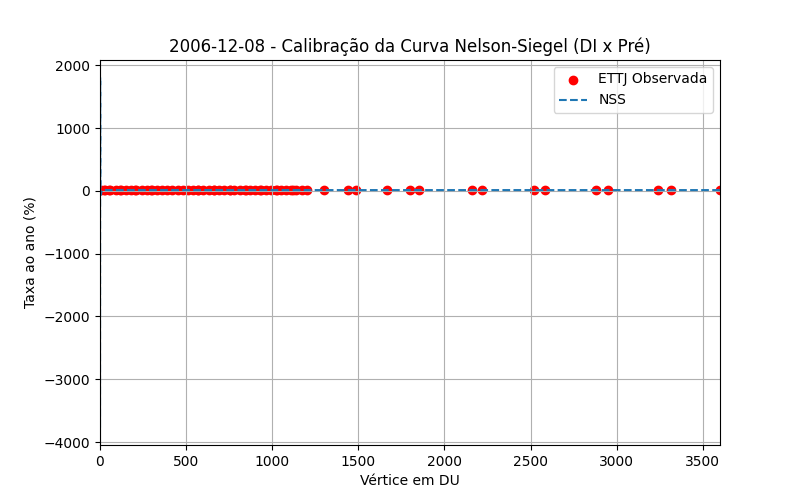 2006-12-08 - Calibração da Curva Nelson-Siegel (DI x Pré)
ETTJ Observada
NSS
Taxa ao ano (%)
2000
1000
0
−1000
−2000
−3000
−4000
0 500 1000 1500 2000 2500 3000 3500
Vértice em DU